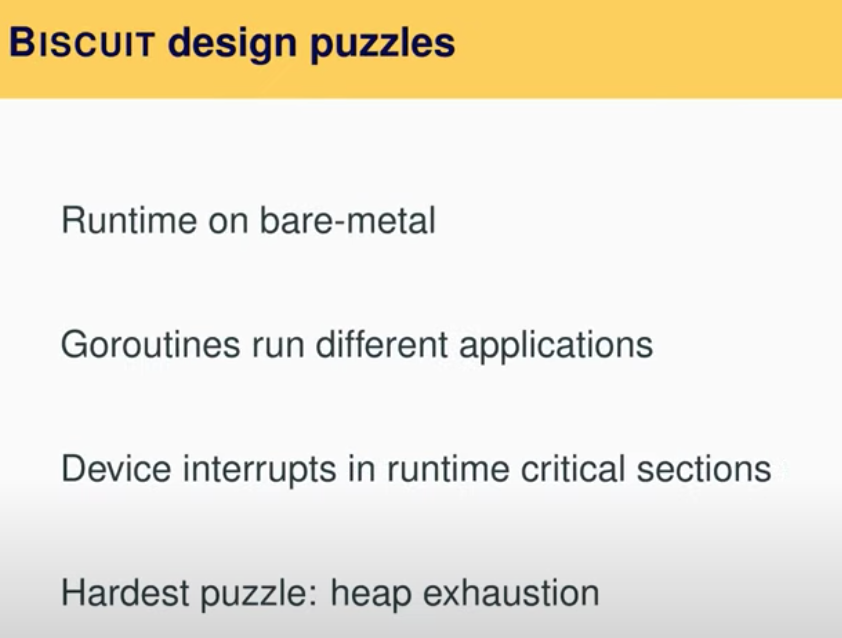 BISCUIT design puzzles
Runtime on bare-metal
Goroutines run different applications
Device interrupts in runtime critical sections
Hardest puzzle: heap exhaustion